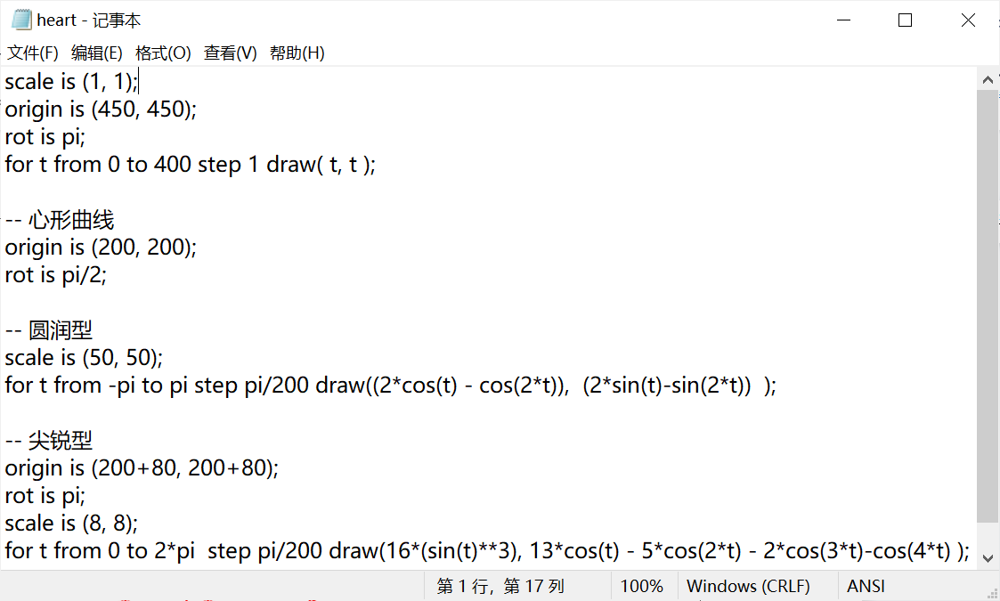 heart - 记事本
文件(F) 编辑(E) 格式(O) 查看(V) 帮助(H)
scale is (1, 1);
origin is (450, 450);
rot is pi;
for t from 0 to 400 step 1 draw( t, t );
-- 心形曲线
origin is (200, 200);
rot is pi/2;
-- 圆润型
scale is (50, 50);
for t from -pi to pi step pi/200 draw((2*cos(t) - cos(2*t)),  (2*sin(t)-sin(2*t))  );
-- 尖锐型
origin is (200+80, 200+80);
rot is pi;
scale is (8, 8);
for t from 0 to 2*pi  step pi/200 draw(16*(sin(t)**3), 13*cos(t) - 5*cos(2*t) - 2*cos(3*t)-cos(4*t) );
第 1 行，第 17 列 100% Windows (CRLF) ANSI